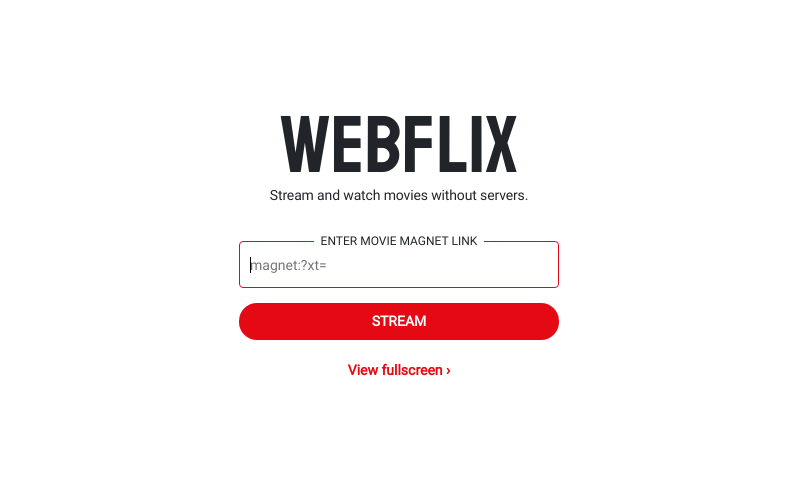 WEBFLIX
Stream and watch movies without servers.
ENTER MOVIE MAGNET LINK
magnet:?xt=
STREAM
View fullscreen ›